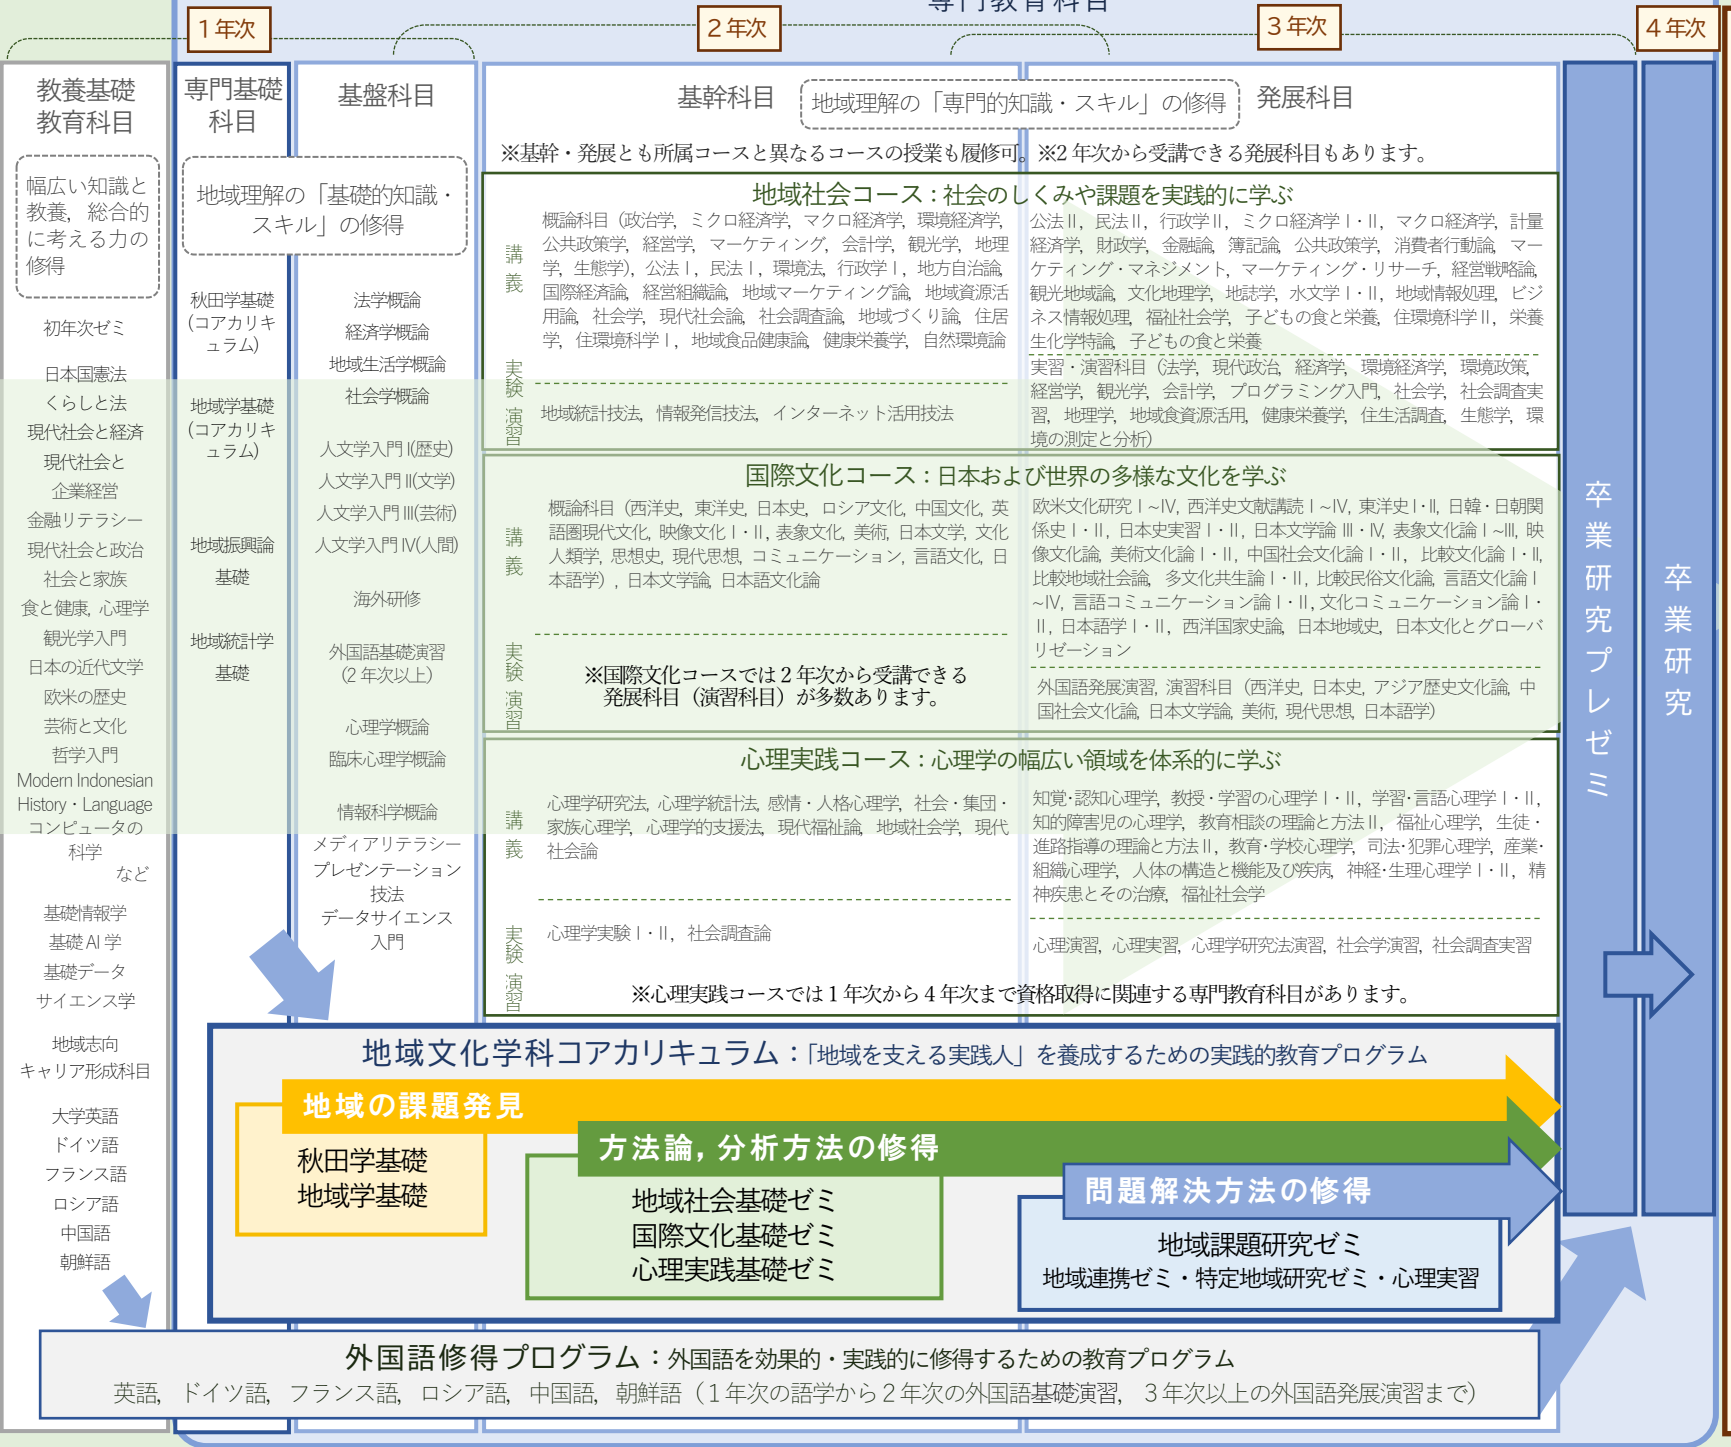 専門教育科目
1年次
2年次
3年次
4年次
教養基礎
教育科目
幅広い知識と
教養，総合的
に考える力の
修得
初年次ゼミ
日本国憲法
くらしと法
現代社会と経済
現代社会と
企業経営
金融リテラシー
現代社会と政治
社会と家族
食と健康，心理学
観光学入門
日本の近代文学
欧米の歴史
芸術と文化
哲学入門
Modern Indonesian
History・Language
コンピュータの
科学
など
基礎情報学
基礎AI学
基礎データ
サイエンス学
地域志向
キャリア形成科目
大学英語
ドイツ語
フランス語
ロシア語
中国語
朝鮮語
専門基礎
科目
基盤科目
地域理解の「基礎的知識・
スキル」の修得
秋田学基礎
(コアカリキ
ュラム)
地域学基礎
(コアカリキ
ュラム)
地域振興論
基礎
地域統計学
基礎
法学概論
経済学概論
地域生活学概論
社会学概論
人文学入門Ⅰ(歴史)
人文学入門Ⅱ(文学)
人文学入門Ⅲ(芸術)
人文学入門Ⅳ(人間)
海外研修
外国語基礎演習
(2年次以上)
心理学概論
臨床心理学概論
情報科学概論
メディアリテラシー
プレゼンテーション
技法
データサイエンス
入門
基幹科目
地域理解の「専門的知識・スキル」の修得
発展科目
※基幹・発展とも所属コースと異なるコースの授業も履修可。※2年次から受講できる発展科目もあります。
地域社会コース：社会のしくみや課題を実践的に学ぶ
講義
概論科目（政治学，ミクロ経済学，マクロ経済学，環境経済学，
公共政策学，経営学，マーケティング，会計学，観光学，地理
学，生態学），公法Ⅰ，民法Ⅰ，環境法，行政学Ⅰ，地方自治論，
国際経済論，経営組織論，地域マーケティング論，地域資源活
用論，社会学，現代社会論，社会調査論，地域づくり論，住居
学，住環境科学Ⅰ，地域食品健康論，健康栄養学，自然環境論
公法Ⅱ，民法Ⅱ，行政学Ⅱ，ミクロ経済学Ⅰ・Ⅱ，マクロ経済学，計量
経済学，財政学，金融論，簿記論，公共政策学，消費者行動論，マー
ケティング・マネジメント，マーケティング・リサーチ，経営戦略論，
観光地域論，文化地理学，地誌学，水文学Ⅰ・Ⅱ，地域情報処理，ビジ
ネス情報処理，福祉社会学，子どもの食と栄養，住環境科学Ⅱ，栄養
生化学特論，子どもの食と栄養
実験 演習
地域統計技法，情報発信技法，インターネット活用技法
実習・演習科目（法学，現代政治，経済学，環境経済学，環境政策，
経営学，観光学，会計学，プログラミング入門，社会学，社会調査実
習，地理学，地域食資源活用，健康栄養学，住生活調査，生態学，環
境の測定と分析）
国際文化コース：日本および世界の多様な文化を学ぶ
講義
概論科目（西洋史，東洋史，日本史，ロシア文化，中国文化，英
語圏現代文化，映像文化Ⅰ・Ⅱ，表象文化，美術，日本文学，文化
人類学，思想史，現代思想，コミュニケーション，言語文化，日
本語学），日本文学論，日本語文化論
欧米文化研究Ⅰ~Ⅳ，西洋史文献講読Ⅰ~Ⅳ，東洋史Ⅰ・Ⅱ，日韓・日朝関
係史Ⅰ・Ⅱ，日本史実習Ⅰ・Ⅱ，日本文学論Ⅲ・Ⅳ，表象文化論Ⅰ~Ⅲ，映
像文化論，美術文化論Ⅰ・Ⅱ，中国社会文化論Ⅰ・Ⅱ，比較文化論Ⅰ・Ⅱ，
比較地域社会論，多文化共生論Ⅰ・Ⅱ，比較民俗文化論，言語文化論Ⅰ
~Ⅳ，言語コミュニケーション論Ⅰ・Ⅱ，文化コミュニケーション論Ⅰ・
Ⅱ，日本語学Ⅰ・Ⅱ，西洋国家史論，日本地域史，日本文化とグローバ
リゼーション
実験 演習
※国際文化コースでは2年次から受講できる
発展科目（演習科目）が多数あります。
外国語発展演習，演習科目（西洋史，日本史，アジア歴史文化論，中
国社会文化論，日本文学論，美術，現代思想，日本語学）
心理実践コース：心理学の幅広い領域を体系的に学ぶ
講義
心理学研究法，心理学統計法，感情・人格心理学，社会・集団・
家族心理学，心理学的支援法，現代福祉論，地域社会学，現代
社会論
知覚・認知心理学，教授・学習の心理学Ⅰ・Ⅱ，学習・言語心理学Ⅰ・Ⅱ，
知的障害児の心理学，教育相談の理論と方法Ⅱ，福祉心理学，生徒・
進路指導の理論と方法Ⅱ，教育・学校心理学，司法・犯罪心理学，産業・
組織心理学，人体の構造と機能及び疾病，神経・生理心理学Ⅰ・Ⅱ，精
神疾患とその治療，福祉社会学
実験 演習
心理学実験Ⅰ・Ⅱ，社会調査論
心理演習，心理実習，心理学研究法演習，社会学演習，社会調査実習
※心理実践コースでは1年次から4年次まで資格取得に関連する専門教育科目があります。
卒業研究プレゼミ
卒業研究
地域文化学科コアカリキュラム：「地域を支える実践人」を養成するための実践的教育プログラム
地域の課題発見
秋田学基礎
地域学基礎
方法論，分析方法の修得
地域社会基礎ゼミ
国際文化基礎ゼミ
心理実践基礎ゼミ
問題解決方法の修得
地域課題研究ゼミ
地域連携ゼミ・特定地域研究ゼミ・心理実習
外国語修得プログラム：外国語を効果的・実践的に修得するための教育プログラム
英語，ドイツ語，フランス語，ロシア語，中国語，朝鮮語（1年次の語学から2年次の外国語基礎演習，3年次以上の外国語発展演習まで）